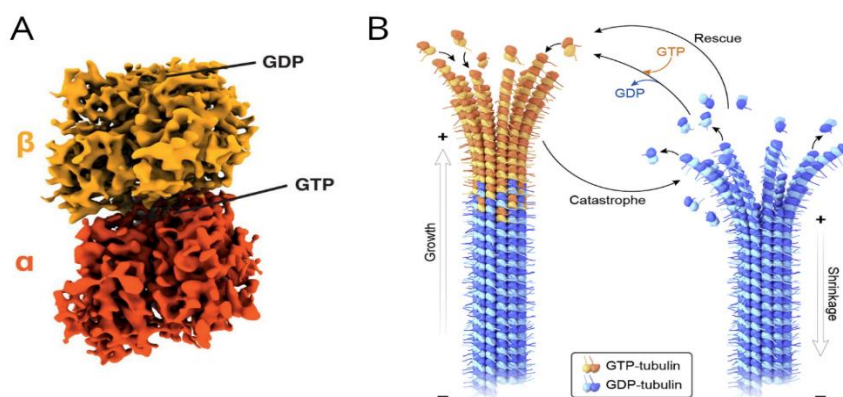 A
GDP
β
GTP
α
B
Rescue
GTP
GDP
+
Growth
Catastrophe
+
Shrinkage
GTP-tubulin
GDP-tubulin
–
–